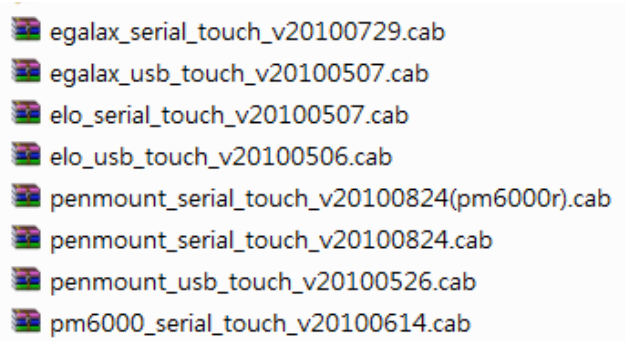 egalax_serial_touch_v20100729.cab
egalax_usb_touch_v20100507.cab
elo_serial_touch_v20100507.cab
elo_usb_touch_v20100506.cab
penmount_serial_touch_v20100824(pm6000r).cab
penmount_serial_touch_v20100824.cab
penmount_usb_touch_v20100526.cab
pm6000_serial_touch_v20100614.cab